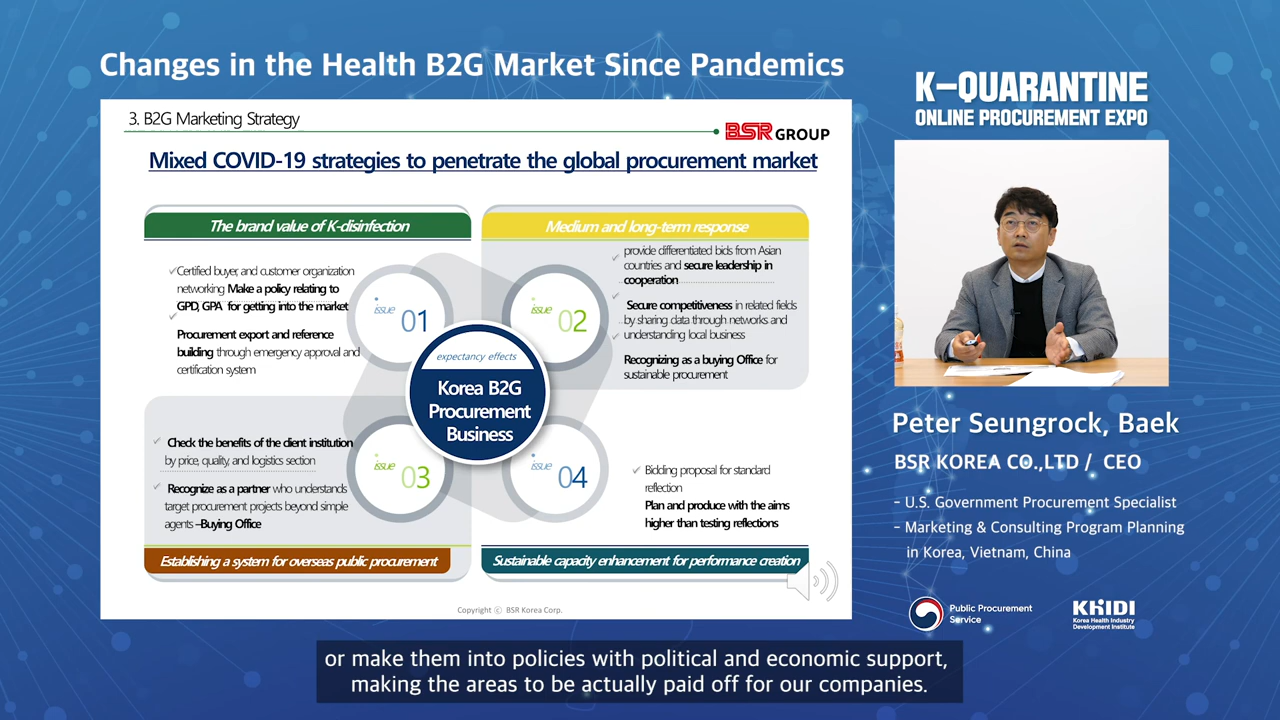 Changes in the Health B2G Market Since Pandemics
3. B2G Marketing Strategy
BSR GROUP
Mixed COVID-19 strategies to penetrate the global procurement market
The brand value of K-disinfection
Certified buyer, and customer organization
networking Make a policy relating to
GPD, GPA for getting into the market
Procurement export and reference
building through emergency approval and
certification system
issue 01
Medium and long-term response
provide differentiated bids from Asian
countries and secure leadership in
cooperation
Secure competitiveness in related fields
by sharing data through networks and
understanding local business
Recognizing as a buying Office for
sustainable procurement
issue 02
expectancy effects
Korea B2G
Procurement
Business
Check the benefits of the client institution
by price, quality, and logistics section
Recognize as a partner who understands
target procurement projects beyond simple
agents –Buying Office
issue 03
Establishing a system for overseas public procurement
issue 04
Bidding proposal for standard
reflection
Plan and produce with the aims
higher than testing reflections
Sustainable capacity enhancement for performance creation
Copyright ⓒ BSR Korea Corp.
K-QUARANTINE
ONLINE PROCUREMENT EXPO
Peter Seungrock, Baek
BSR KOREA CO.,LTD / CEO
- U.S. Government Procurement Specialist
- Marketing & Consulting Program Planning
in Korea, Vietnam, China
Public Procurement
Service
KHIDI
Korea Health Industry
Development Institute
or make them into policies with political and economic support,
making the areas to be actually paid off for our companies.